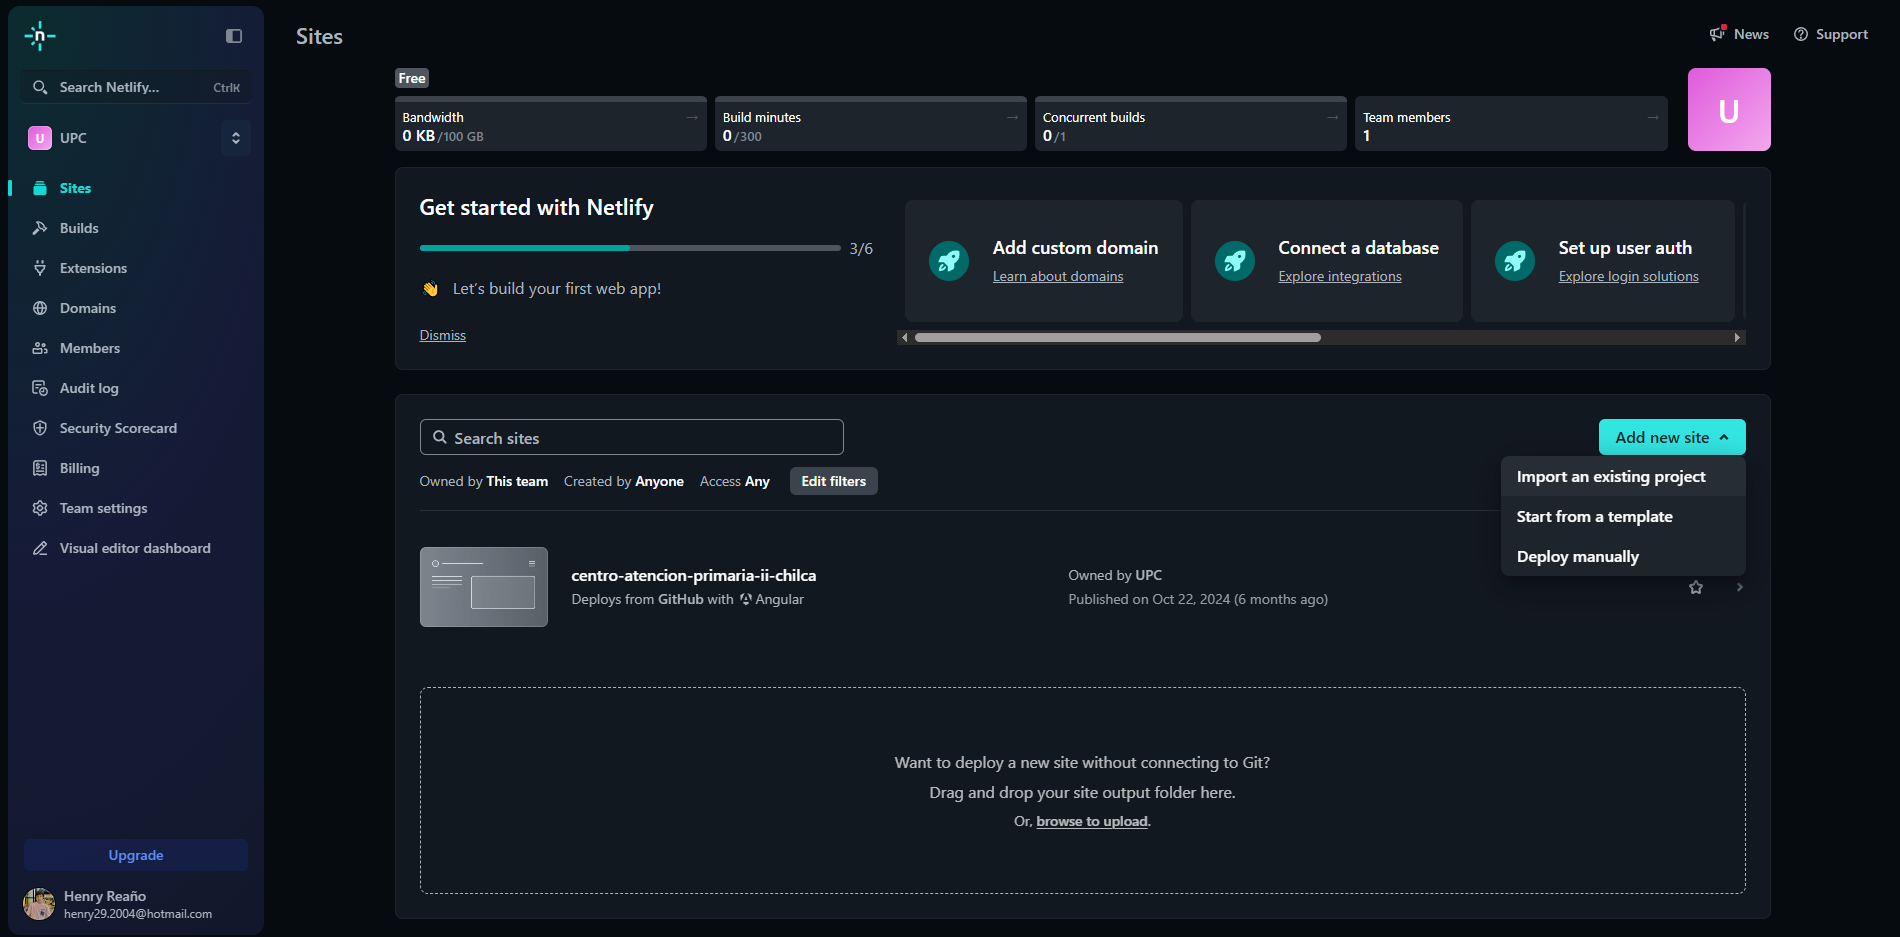 n
Search Netlify...
CtrlK
U
UPC
Sites
Builds
Extensions
Domains
Members
Audit log
Security Scorecard
Billing
Team settings
Visual editor dashboard
Upgrade
Henry Reaño
henry29.2004@hotmail.com
Sites
News
Support
Free
Bandwidth
0 KB/100 GB
Build minutes
0/300
Concurrent builds
0/1
Team members
1
U
Get started with Netlify
3/6
👋 Let's build your first web app!
Dismiss
Add custom domain
Learn about domains
Connect a database
Explore integrations
Set up user auth
Explore login solutions
Search sites
Add new site
Import an existing project
Start from a template
Deploy manually
Owned by This team
Created by Anyone
Access Any
Edit filters
centro-atencion-primaria-ii-chilca
Deploys from GitHub with Angular
Owned by UPC
Published on Oct 22, 2024 (6 months ago)
Want to deploy a new site without connecting to Git?
Drag and drop your site output folder here.
Or, browse to upload.